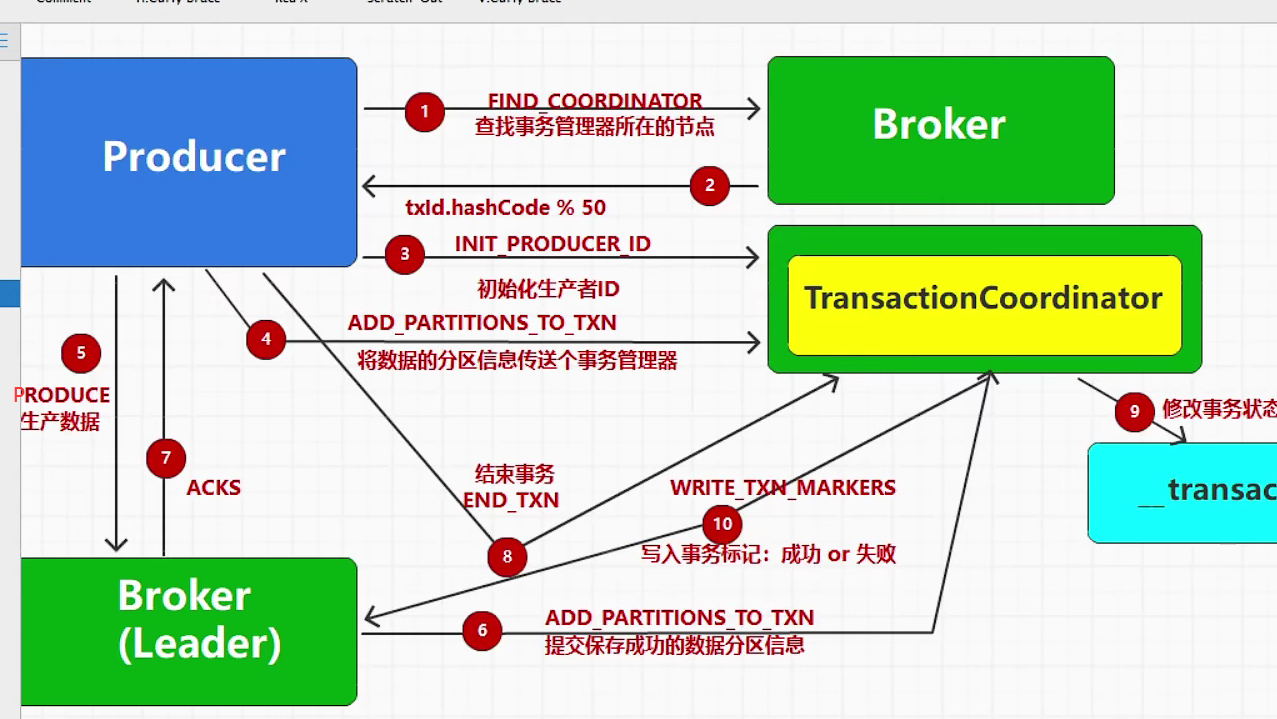 Producer
1
FIND_COORDINATOR
查找事务管理器所在的节点
Broker
2
txId.hashCode % 50
3
INIT_PRODUCER_ID
初始化生产者ID
TransactionCoordinator
4
ADD_PARTITIONS_TO_TXN
将数据的分区信息传送个事务管理器
5
PRODUCE
生产数据
7
ACKS
9
修改事务状态
__transac
结束事务
END_TXN
8
WRITE_TXN_MARKERS
10
写入事务标记：成功 or 失败
Broker
(Leader)
6
ADD_PARTITIONS_TO_TXN
提交保存成功的数据分区信息